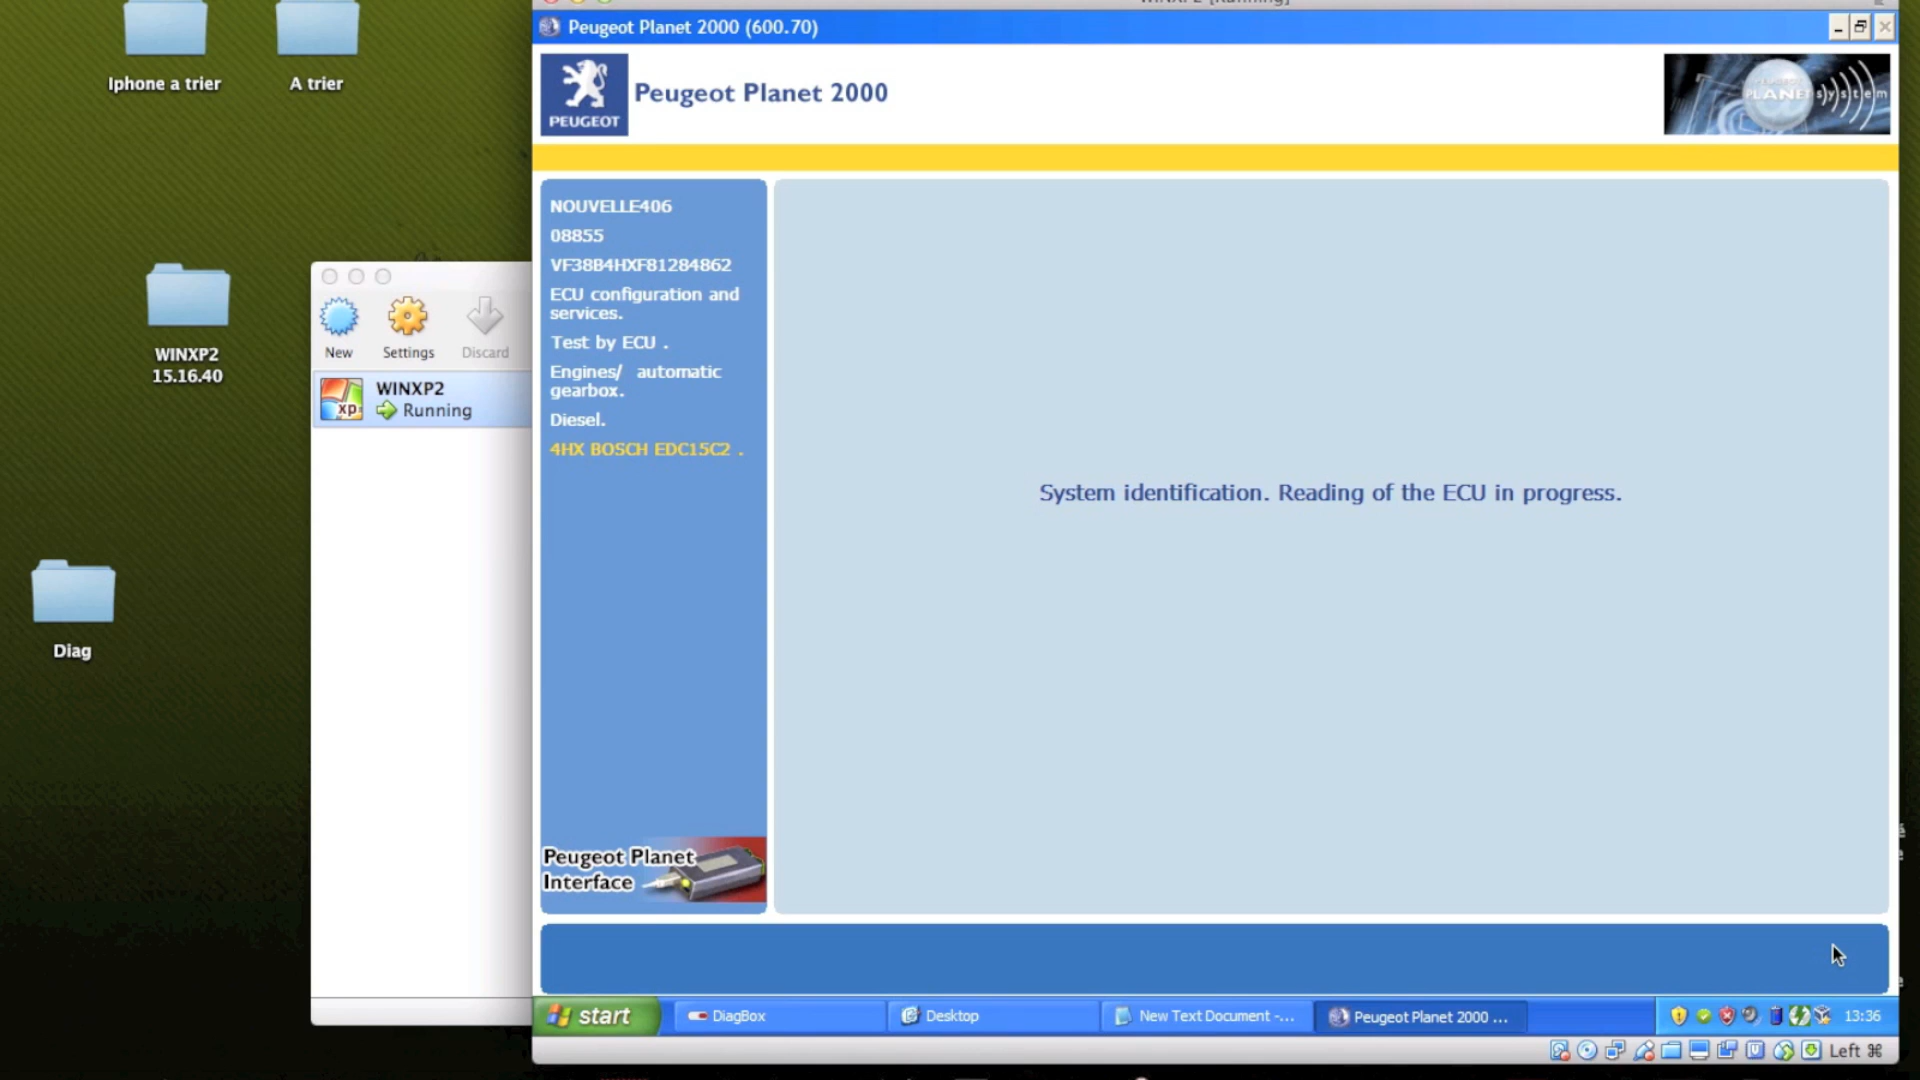 Iphone a trier
A trier
WINXP2
15.16.40
Diag
New
Settings
Discard
WINXP2
Running
Peugeot Planet 2000 (600.70)
PEUGEOT
Peugeot Planet 2000
PLANET system
NOUVELLE406
08855
VF38B4HXF81284862
ECU configuration and
services.
Test by ECU .
Engines/ automatic
gearbox.
Diesel.
4HX BOSCH EDC15C2 .
System identification. Reading of the ECU in progress.
Peugeot Planet
Interface
start
DiagBox
Desktop
New Text Document -...
Peugeot Planet 2000 ...
13:36
Left ⌘